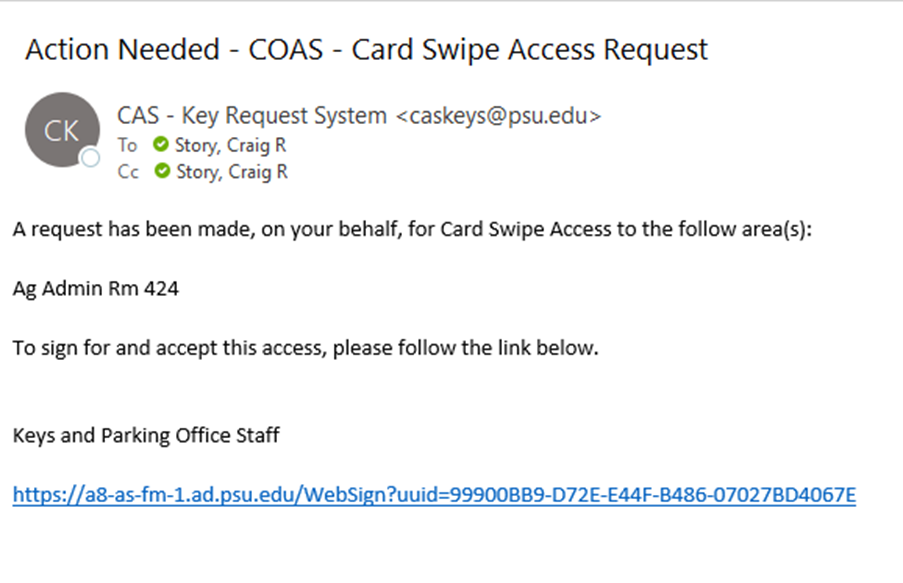 Action Needed - COAS - Card Swipe Access Request
CK
CAS - Key Request System <caskeys@psu.edu>
To Story, Craig R
Cc Story, Craig R
A request has been made, on your behalf, for Card Swipe Access to the follow area(s):
Ag Admin Rm 424
To sign for and accept this access, please follow the link below.
Keys and Parking Office Staff
https://a8-as-fm-1.ad.psu.edu/WebSign?uuid=99900BB9-D72E-E44F-B486-07027BD4067E